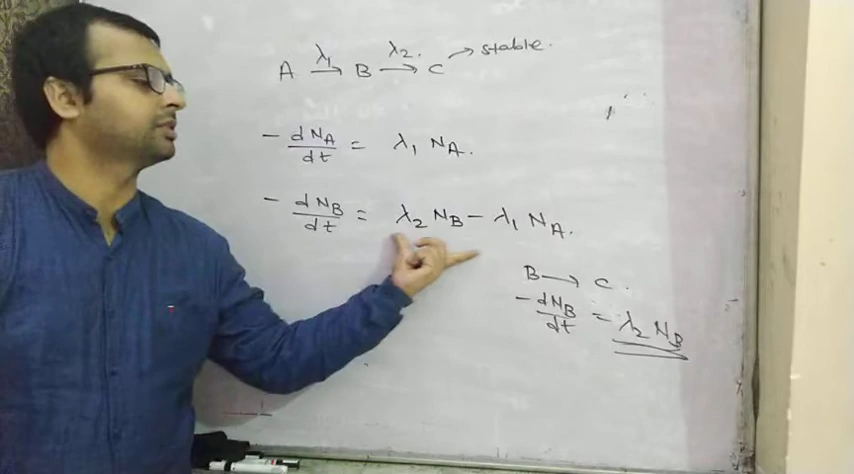 A λ₁→ B λ₂.→ C → stable.
- dN_A/dt = λ₁ N_A.
- dN_B/dt = λ₂ N_B - λ₁ N_A.
B → C.
- dN_B/dt = λ₂ N_B